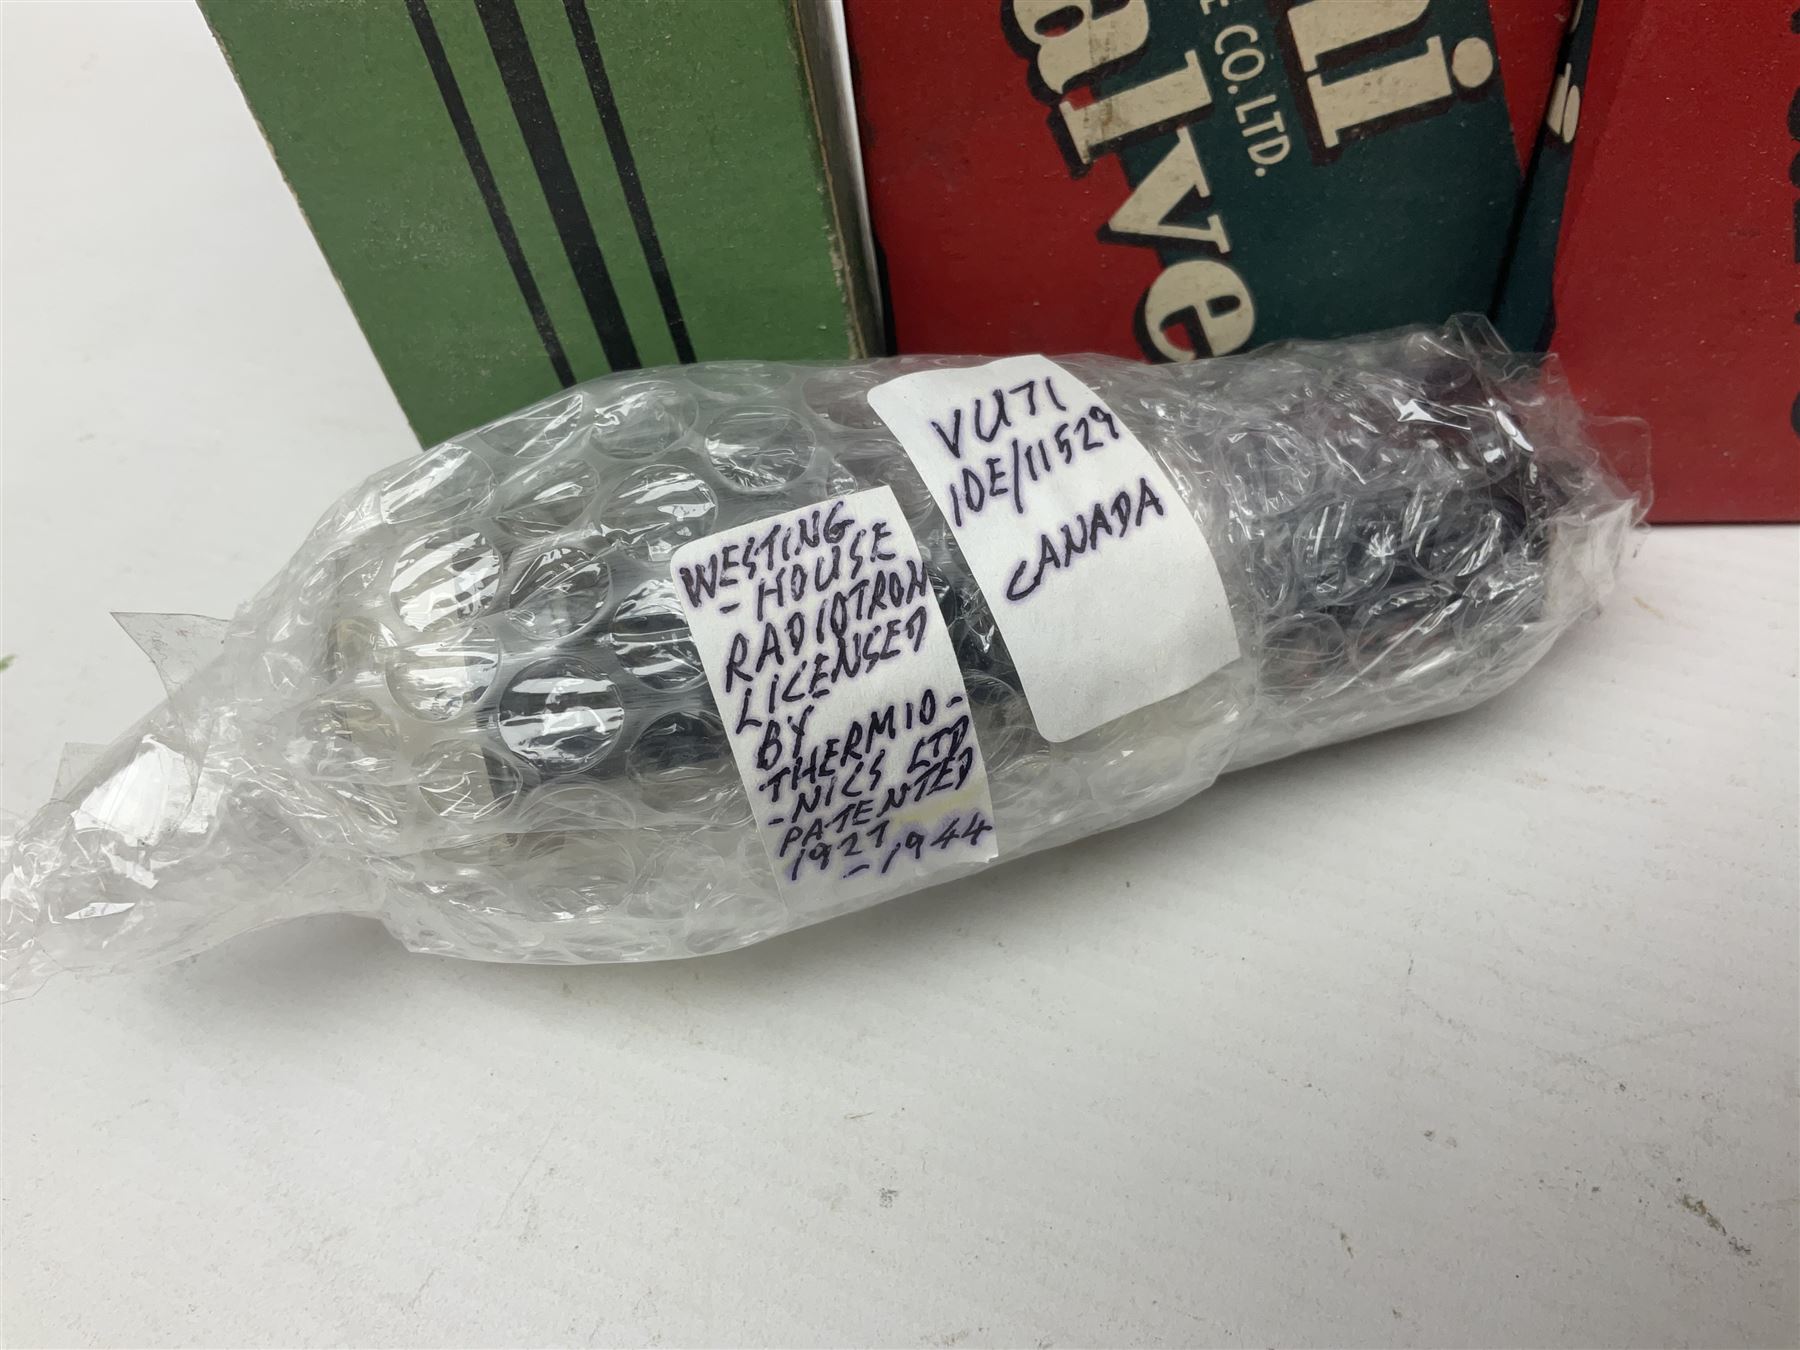 i
E CO. LTD.
alve
VU71
10E/11529
CANADA
WESTING
-HOUSE
RADIOTRON
LICENSED
BY
THERMIO-
-NICS LTD
PATENTED
1927
-1944